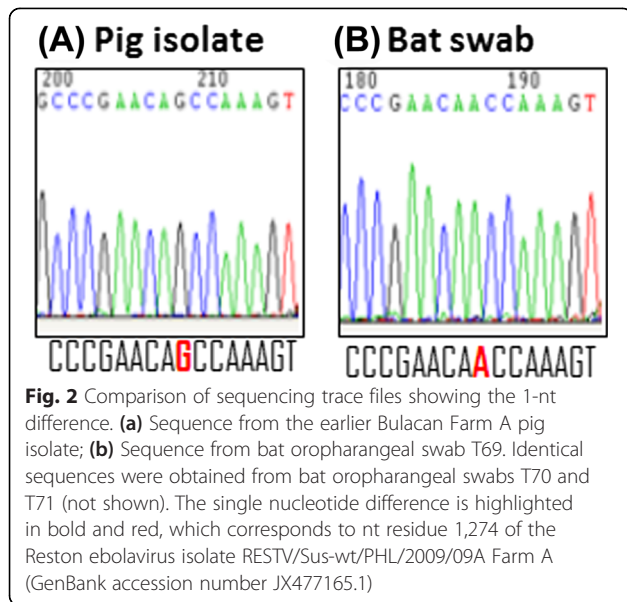 (A) Pig isolate
(B) Bat swab
200 210
GCCCGAACAGCCAAAGT
180 190
CCCGAACAACCAAAGT
CCCGAACAGCCAAAGT
CCCGAACAACCAAAGT
Fig. 2 Comparison of sequencing trace files showing the 1-nt
difference. (a) Sequence from the earlier Bulacan Farm A pig
isolate; (b) Sequence from bat oropharangeal swab T69. Identical
sequences were obtained from bat oropharangeal swabs T70 and
T71 (not shown). The single nucleotide difference is highlighted
in bold and red, which corresponds to nt residue 1,274 of the
Reston ebolavirus isolate RESTV/Sus-wt/PHL/2009/09A Farm A
(GenBank accession number JX477165.1)